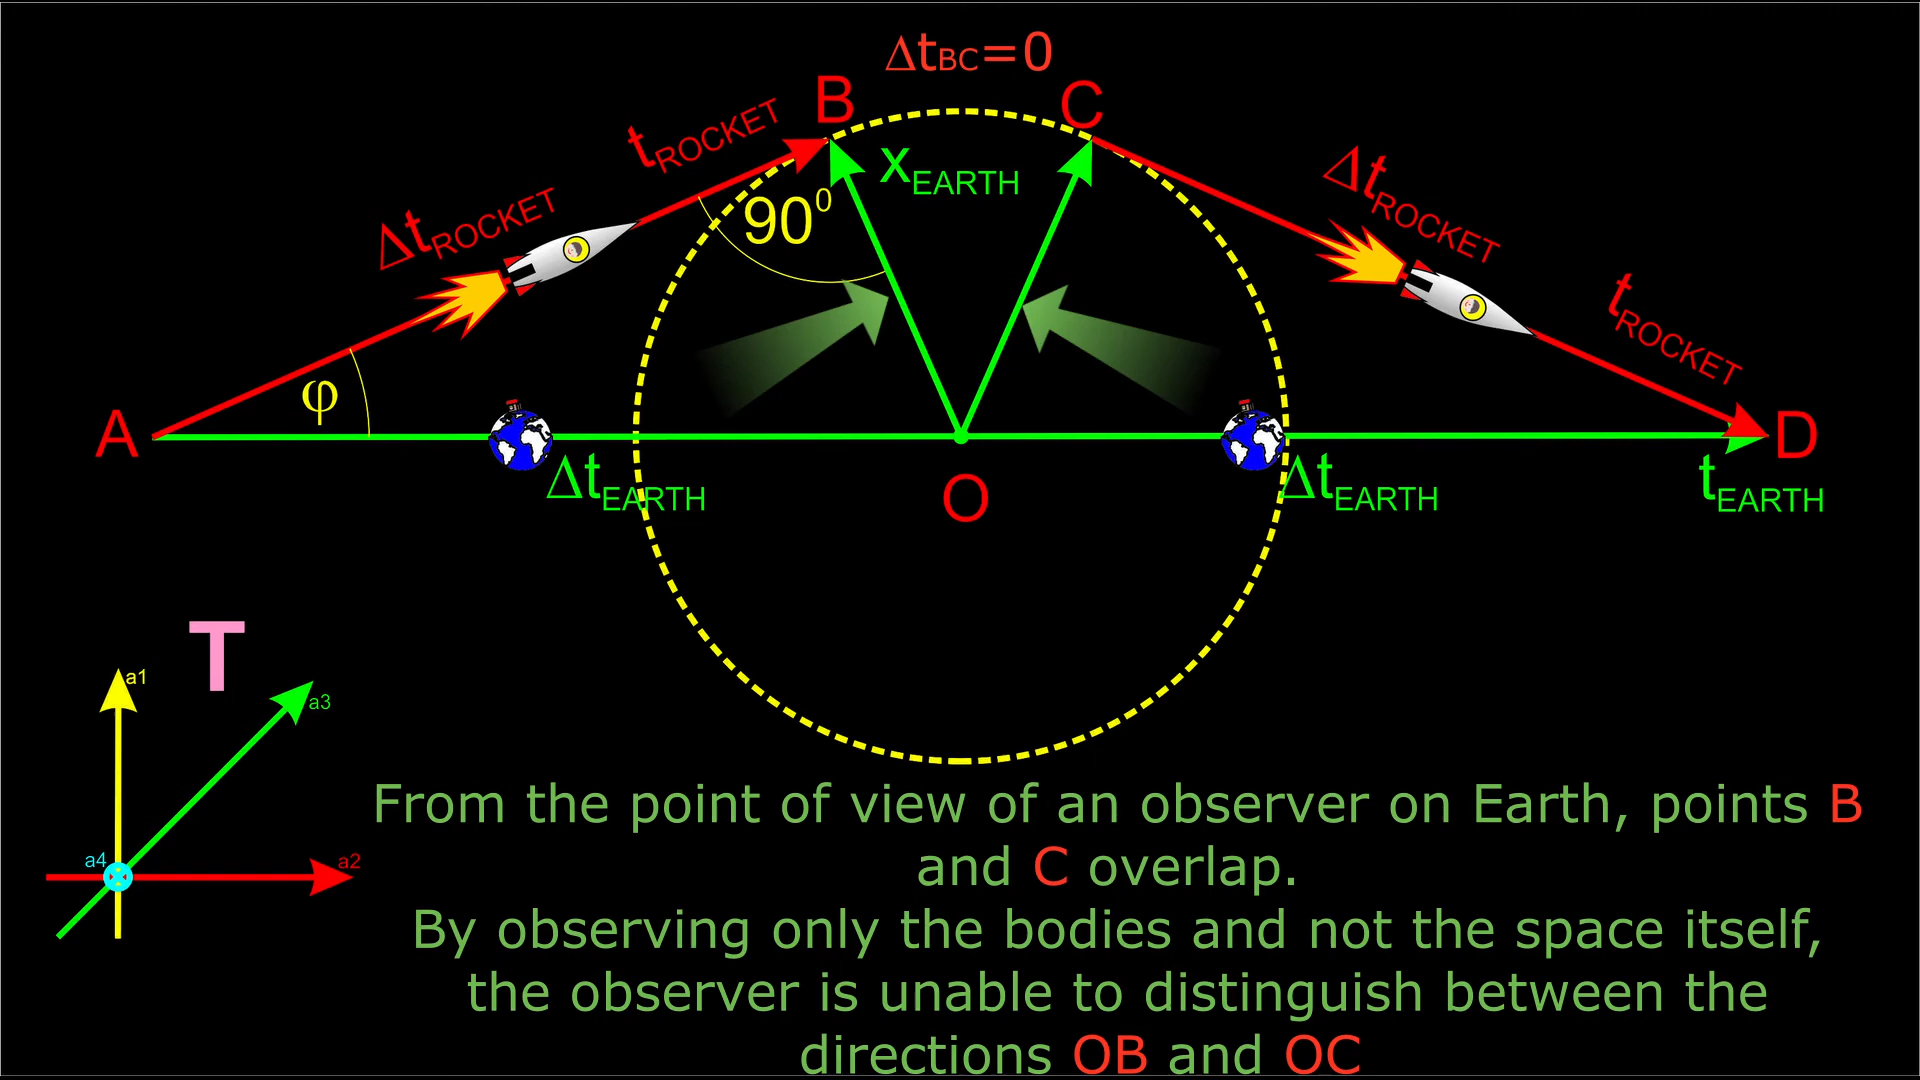 ΔtBC=0
B
C
tROCKET
xEARTH
ΔtROCKET
ΔtROCKET
90⁰
tROCKET
φ
A
D
ΔtEARTH
O
ΔtEARTH
tEARTH
T
a1
a3
a4
a2
From the point of view of an observer on Earth, points B
and C overlap.
By observing only the bodies and not the space itself,
the observer is unable to distinguish between the
directions OB and OC